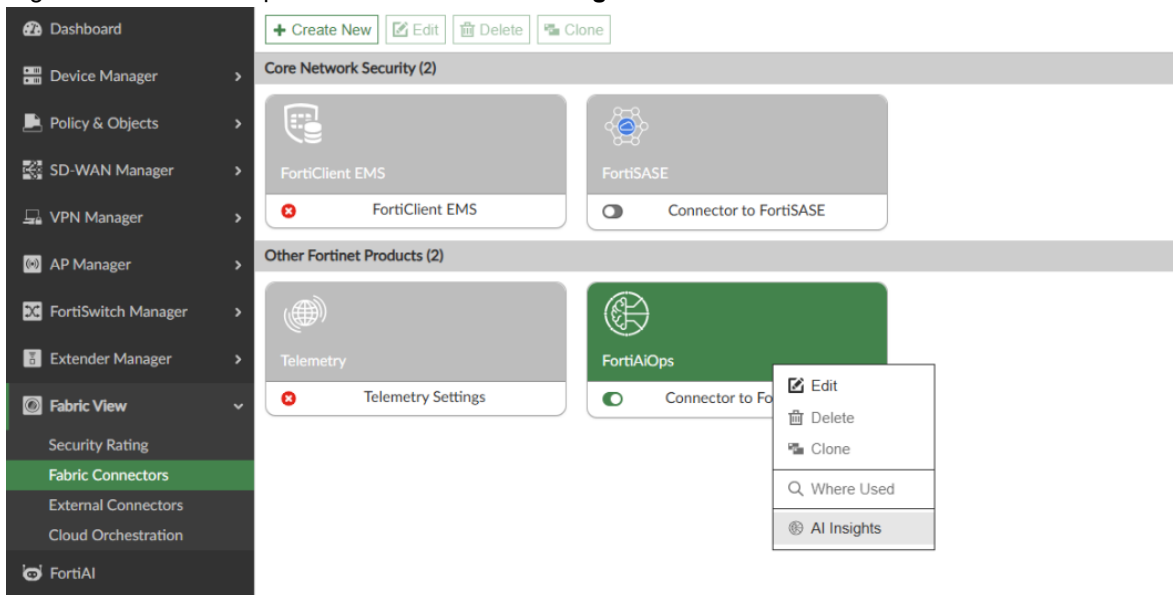 Dashboard
Device Manager
Policy & Objects
SD-WAN Manager
VPN Manager
AP Manager
FortiSwitch Manager
Extender Manager
Fabric View
Security Rating
Fabric Connectors
External Connectors
Cloud Orchestration
FortiAI
+ Create New Edit Delete Clone
Core Network Security (2)
FortiClient EMS
FortiClient EMS
FortiSASE
Connector to FortiSASE
Other Fortinet Products (2)
Telemetry
Telemetry Settings
FortiAiOps
Connector to Fo
Edit
Delete
Clone
Where Used
AI Insights